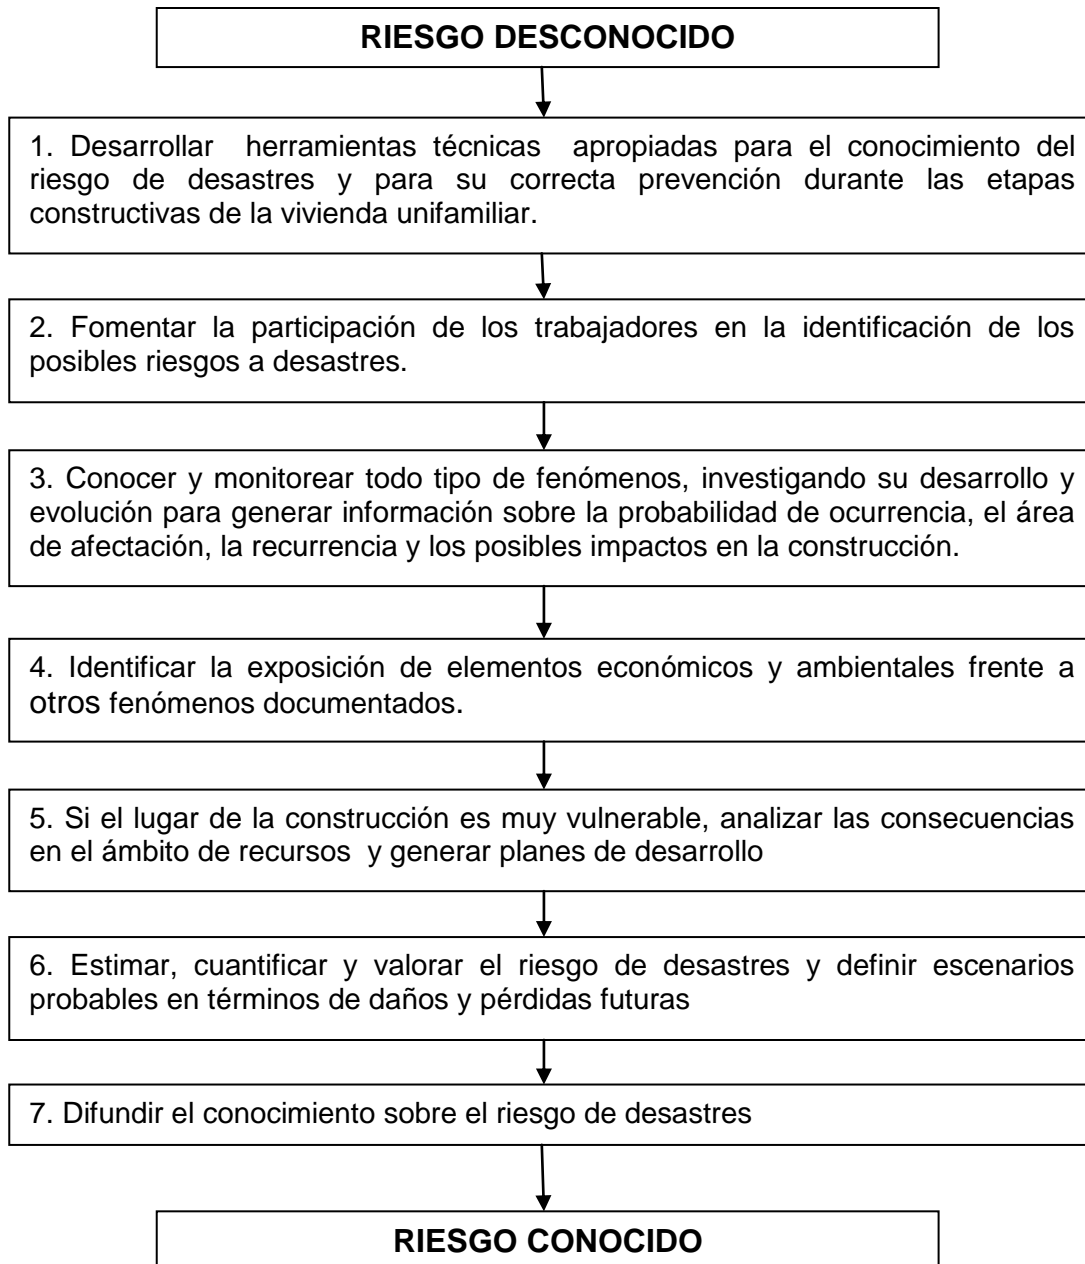 RIESGO DESCONOCIDO
1. Desarrollar herramientas técnicas apropiadas para el conocimiento del
riesgo de desastres y para su correcta prevención durante las etapas
constructivas de la vivienda unifamiliar.
2. Fomentar la participación de los trabajadores en la identificación de los
posibles riesgos a desastres.
3. Conocer y monitorear todo tipo de fenómenos, investigando su desarrollo y
evolución para generar información sobre la probabilidad de ocurrencia, el área
de afectación, la recurrencia y los posibles impactos en la construcción.
4. Identificar la exposición de elementos económicos y ambientales frente a
otros fenómenos documentados.
5. Si el lugar de la construcción es muy vulnerable, analizar las consecuencias
en el ámbito de recursos y generar planes de desarrollo
6. Estimar, cuantificar y valorar el riesgo de desastres y definir escenarios
probables en términos de daños y pérdidas futuras
7. Difundir el conocimiento sobre el riesgo de desastres
RIESGO CONOCIDO